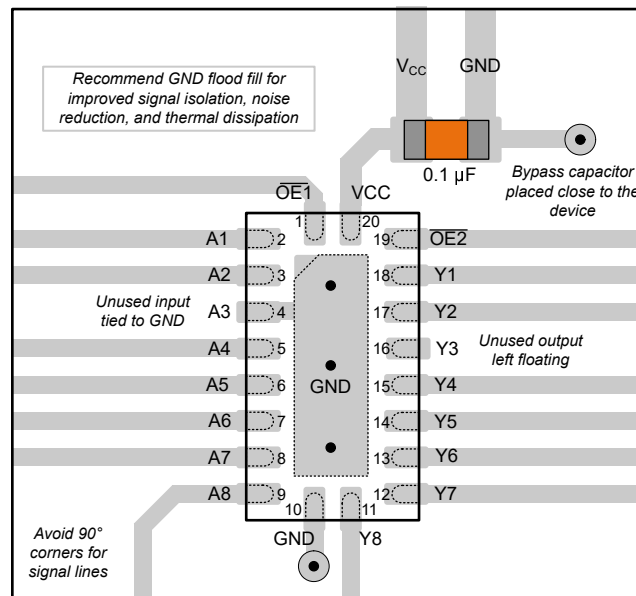 Recommend GND flood fill for
improved signal isolation, noise
reduction, and thermal dissipation
V_CC GND
0.1 µF
Bypass capacitor
placed close to the
device
O̅E̅1̅ VCC
1 20
A1 2 19 O̅E̅2̅
A2 3 18 Y1
Unused input
tied to GND
A3 4 17 Y2
A4 5 16 Y3
Unused output
left floating
GND
A5 6 15 Y4
A6 7 14 Y5
A7 8 13 Y6
A8 9 12 Y7
10 11
GND Y8
Avoid 90°
corners for
signal lines